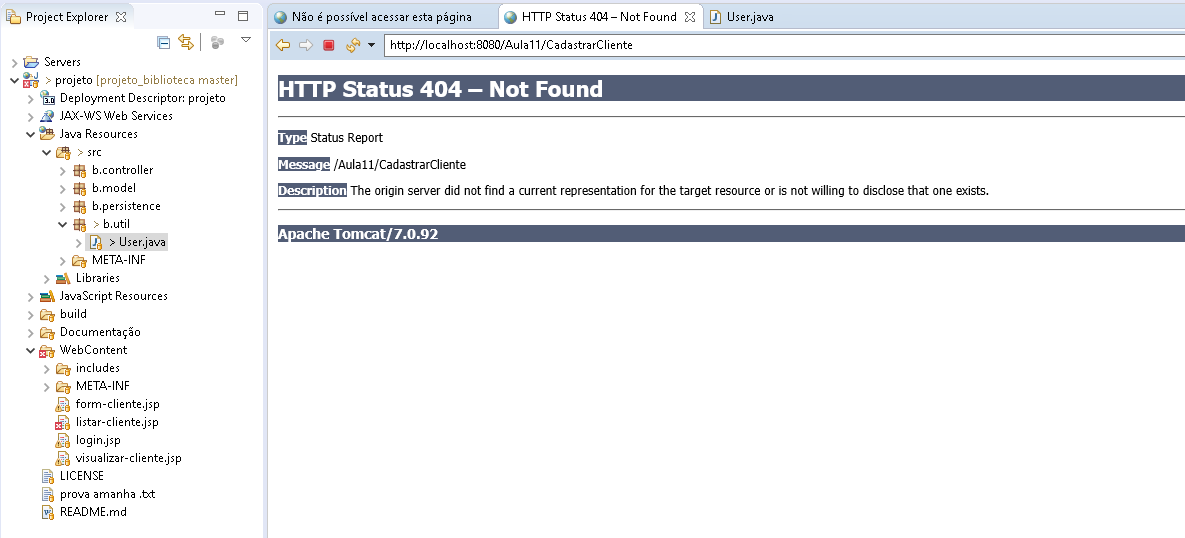 Project Explorer
Servers
> projeto [projeto_biblioteca master]
Deployment Descriptor: projeto
JAX-WS Web Services
Java Resources
> src
b.controller
b.model
b.persistence
> b.util
> User.java
META-INF
Libraries
JavaScript Resources
build
Documentação
WebContent
includes
META-INF
form-cliente.jsp
listar-cliente.jsp
login.jsp
visualizar-cliente.jsp
LICENSE
prova amanha .txt
README.md
Não é possível acessar esta página
HTTP Status 404 – Not Found
User.java
http://localhost:8080/Aula11/CadastrarCliente
HTTP Status 404 – Not Found
Type Status Report
Message /Aula11/CadastrarCliente
Description The origin server did not find a current representation for the target resource or is not willing to disclose that one exists.
Apache Tomcat/7.0.92